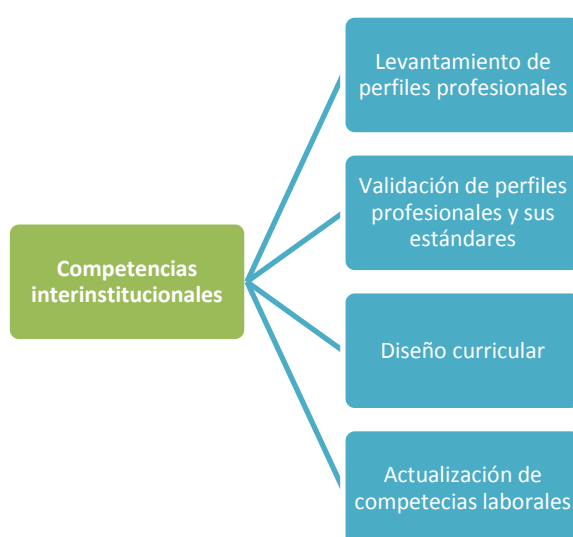 Levantamiento de
perfiles profesionales
Validación de perfiles
profesionales y sus
estándares
Competencias
interinstitucionales
Diseño curricular
Actualización de
competecias laborales